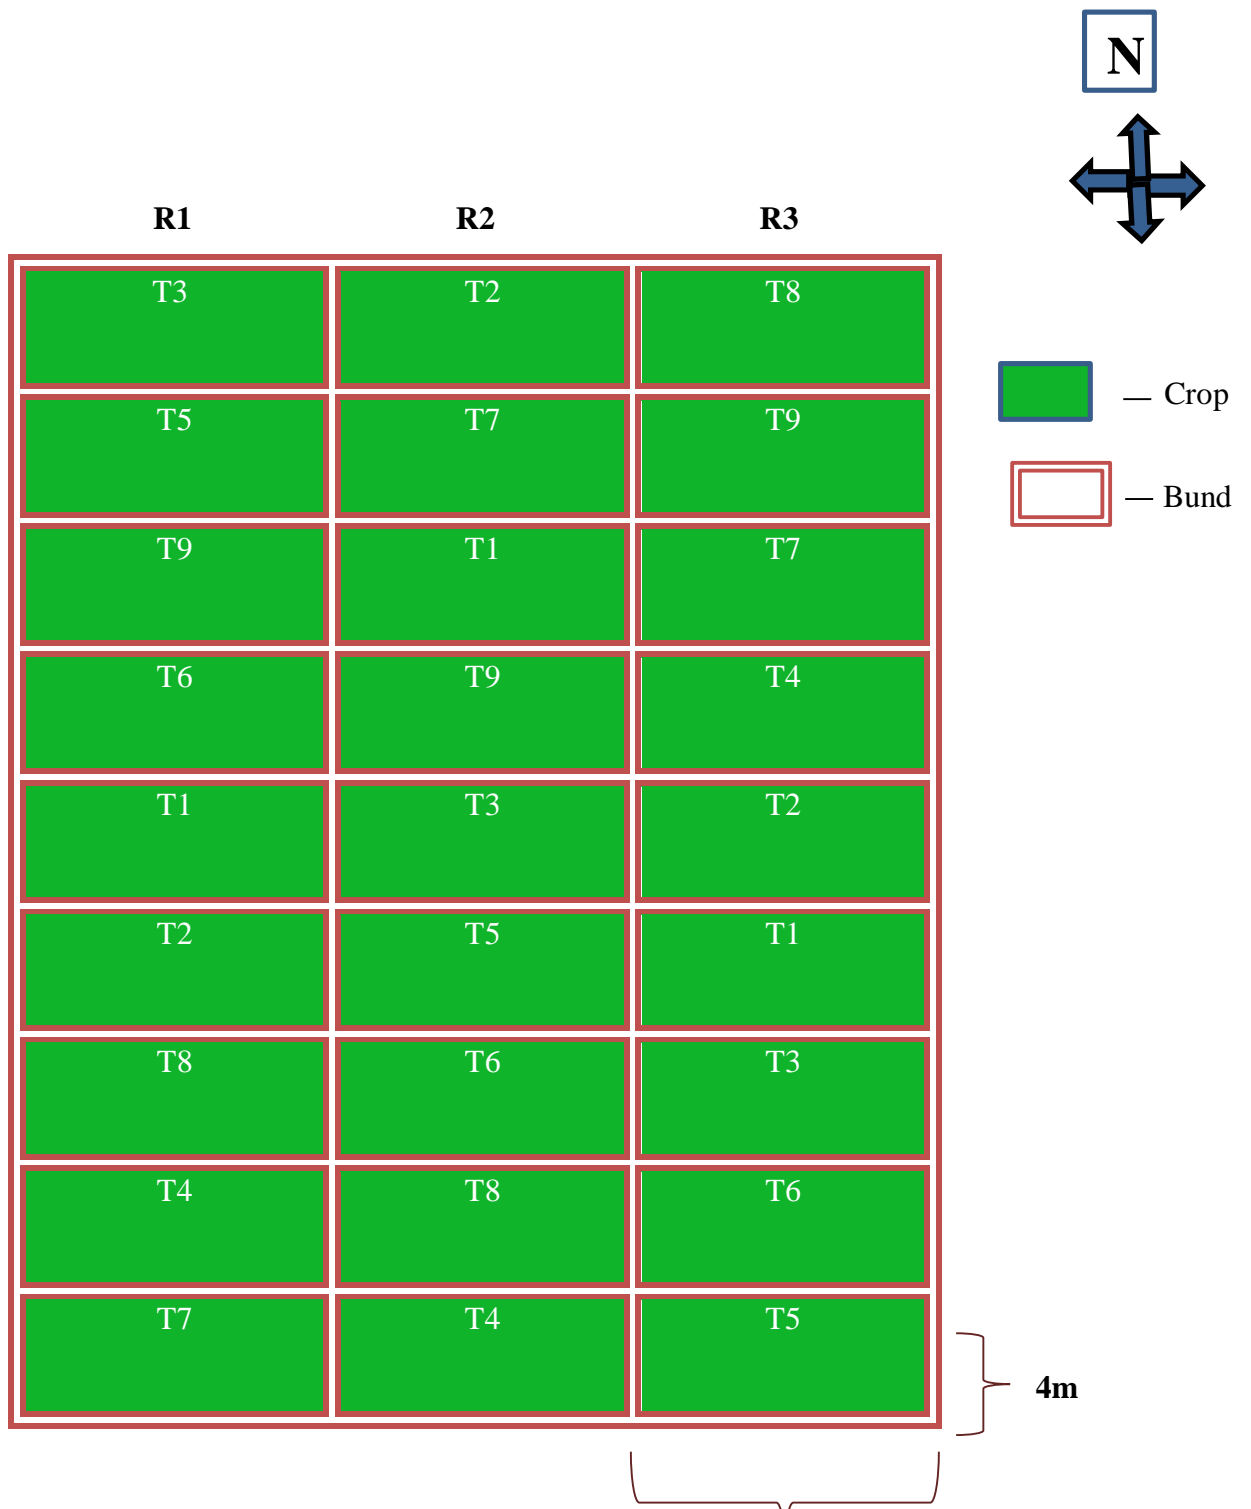 N
R1 R2 R3
T3 T2 T8
— Crop
T5 T7 T9
— Bund
T9 T1 T7
T6 T9 T4
T1 T3 T2
T2 T5 T1
T8 T6 T3
T4 T8 T6
T7 T4 T5
4m